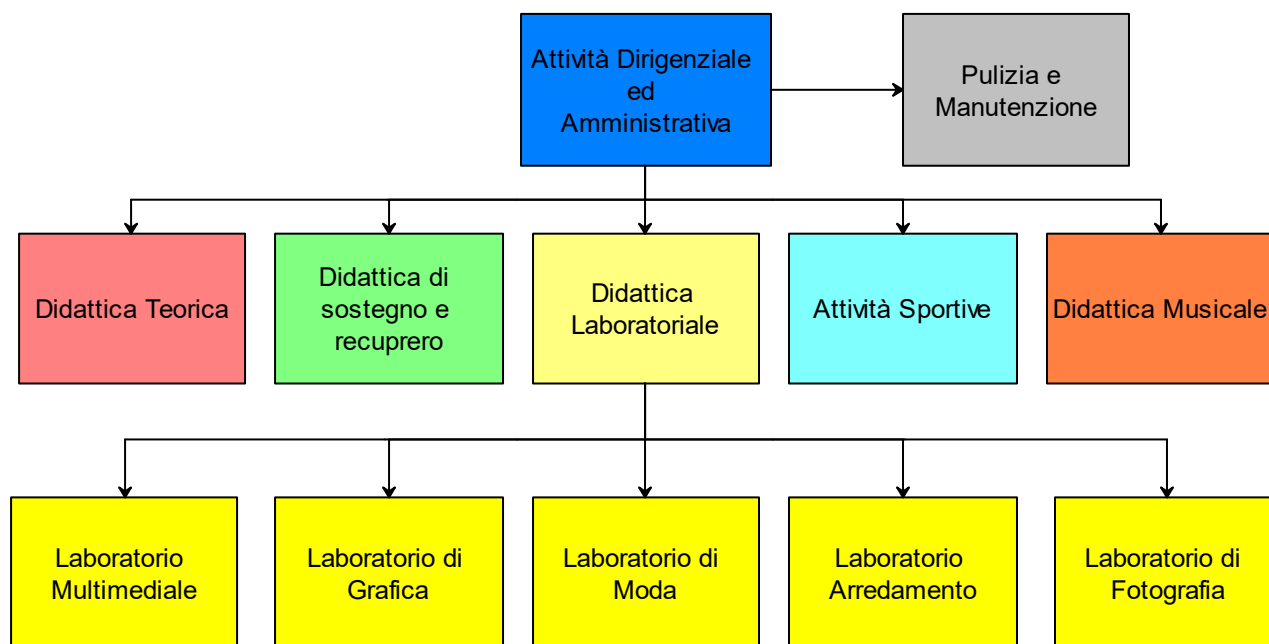 Attività Dirigenziale
ed
Amministrativa
Pulizia e
Manutenzione
Didattica Teorica
Didattica di
sostegno e
recuprero
Didattica
Laboratoriale
Attività Sportive
Didattica Musicale
Laboratorio
Multimediale
Laboratorio di
Grafica
Laboratorio di
Moda
Laboratorio
Arredamento
Laboratorio di
Fotografia